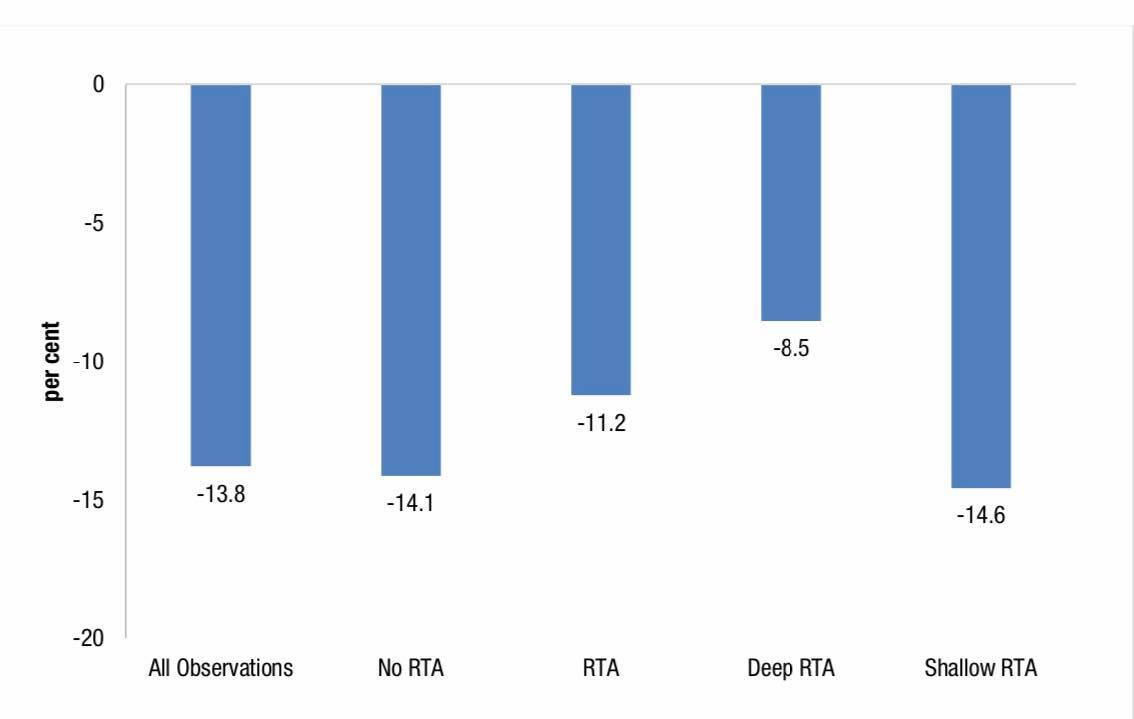 0
-5
-10
-15
-20
per cent
-13.8
-14.1
-11.2
-8.5
-14.6
All Observations
No RTA
RTA
Deep RTA
Shallow RTA